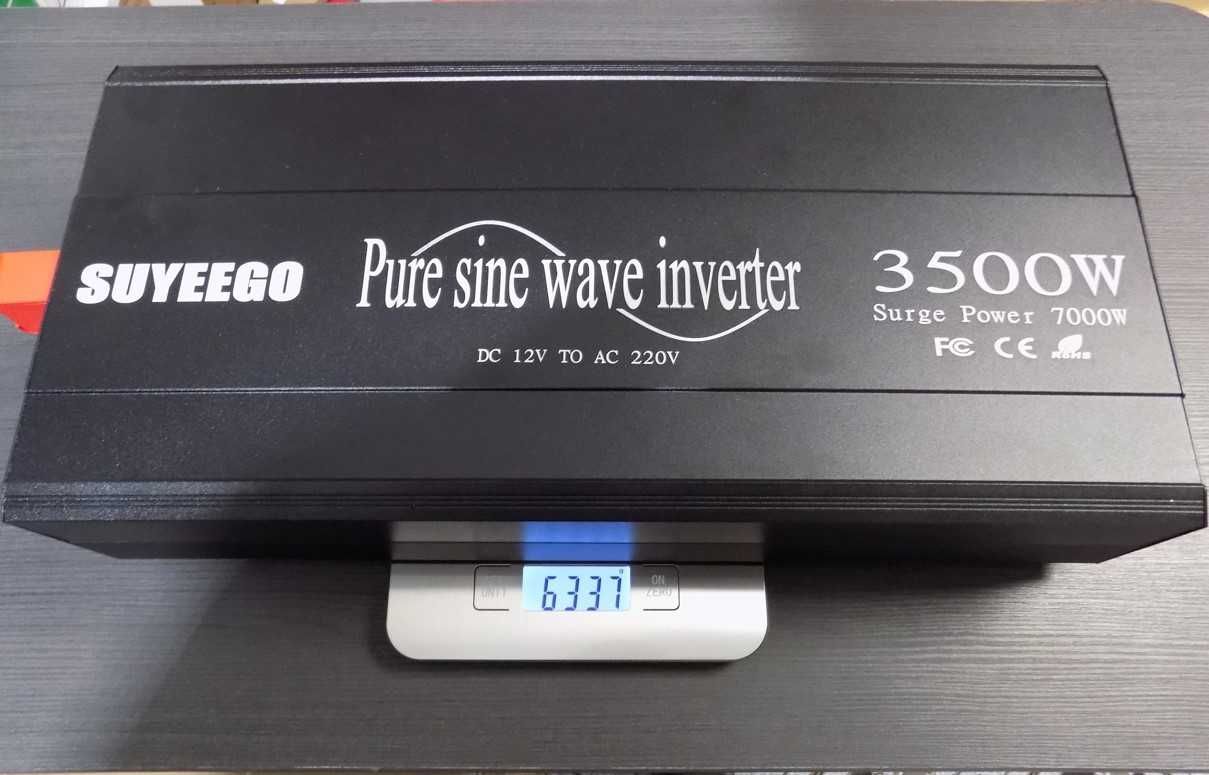 SUYEEGO
Pure sine wave inverter
DC 12V TO AC 220V
3500W
Surge Power 7000W
FC CE RoHS
UNIT
6337
g
ON
ZERO